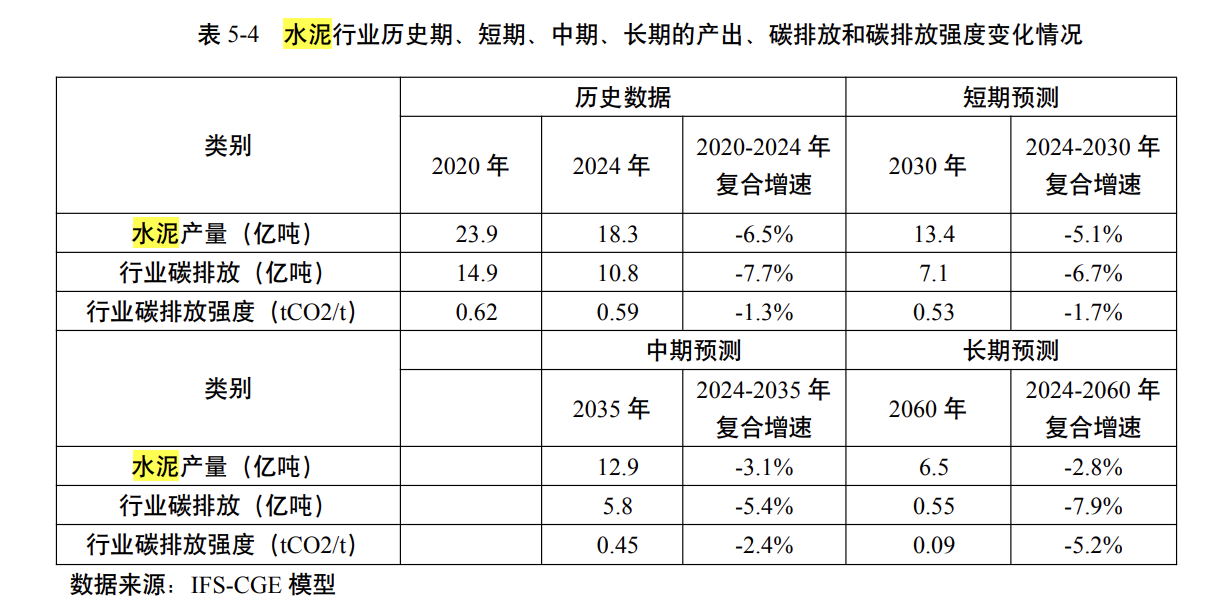 表 5-4 水泥行业历史期、短期、中期、长期的产出、碳排放和碳排放强度变化情况
类别 历史数据 短期预测
2020 年 2024 年 2020-2024 年 复合增速 2030 年 2024-2030 年 复合增速
水泥产量（亿吨） 23.9 18.3 -6.5% 13.4 -5.1%
行业碳排放（亿吨） 14.9 10.8 -7.7% 7.1 -6.7%
行业碳排放强度（tCO2/t） 0.62 0.59 -1.3% 0.53 -1.7%
类别 中期预测 长期预测
2035 年 2024-2035 年 复合增速 2060 年 2024-2060 年 复合增速
水泥产量（亿吨） 12.9 -3.1% 6.5 -2.8%
行业碳排放（亿吨） 5.8 -5.4% 0.55 -7.9%
行业碳排放强度（tCO2/t） 0.45 -2.4% 0.09 -5.2%
数据来源：IFS-CGE 模型